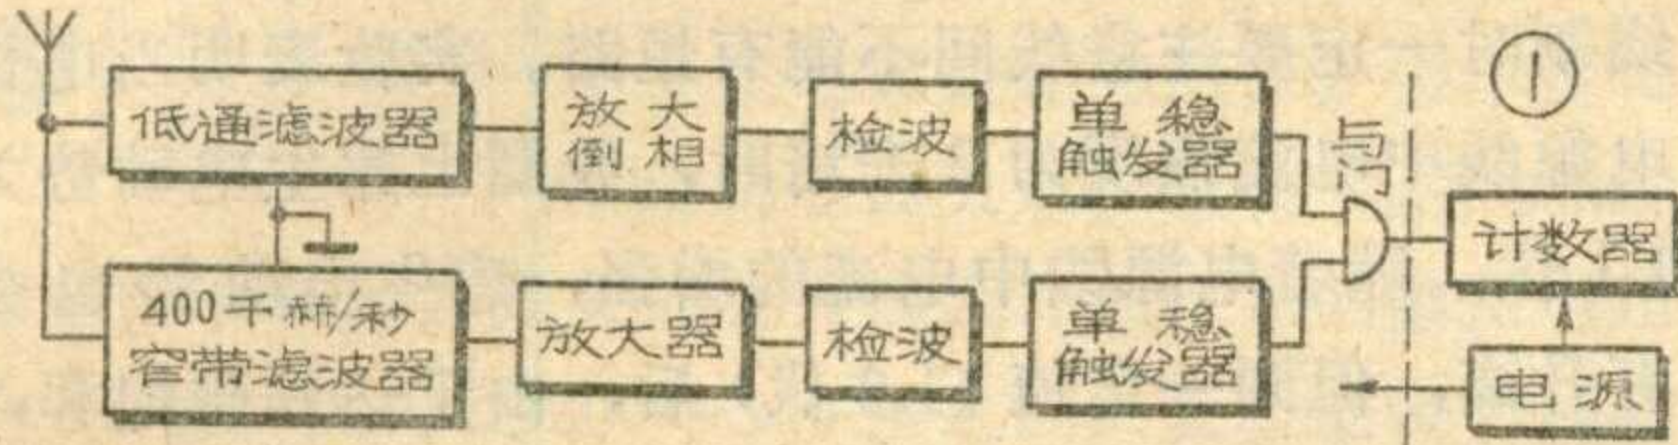 ①
低通滤波器
放大
倒相
检波
单稳
触发器
与门
计数器
400千赫/秒
窄带滤波器
放大器
检波
单稳
触发器
电源